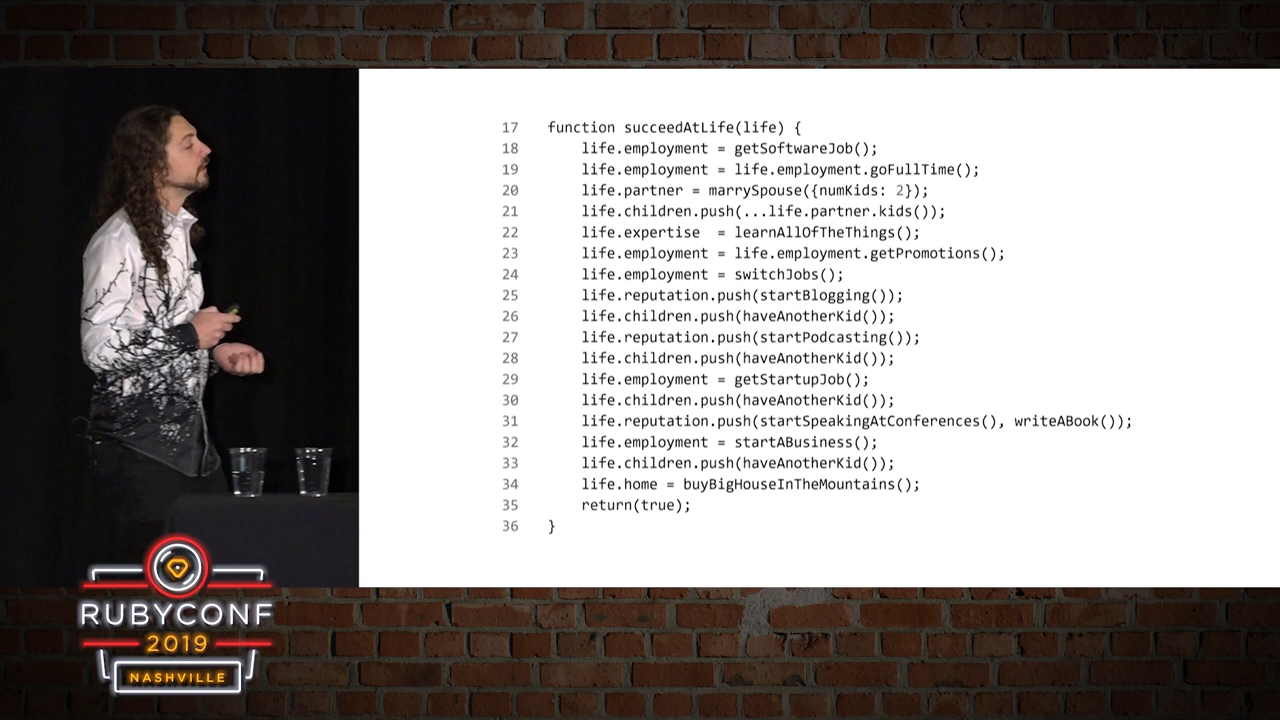 17 function succeedAtLife(life) {
18 life.employment = getSoftwareJob();
19 life.employment = life.employment.goFullTime();
20 life.partner = marrySpouse({numKids: 2});
21 life.children.push(...life.partner.kids());
22 life.expertise  = learnAllOfTheThings();
23 life.employment = life.employment.getPromotions();
24 life.employment = switchJobs();
25 life.reputation.push(startBlogging());
26 life.children.push(haveAnotherKid());
27 life.reputation.push(startPodcasting());
28 life.children.push(haveAnotherKid());
29 life.employment = getStartupJob();
30 life.children.push(haveAnotherKid());
31 life.reputation.push(startSpeakingAtConferences(), writeABook());
32 life.employment = startABusiness();
33 life.children.push(haveAnotherKid());
34 life.home = buyBigHouseInTheMountains();
35 return(true);
36 }
RUBYCONF
2019
NASHVILLE